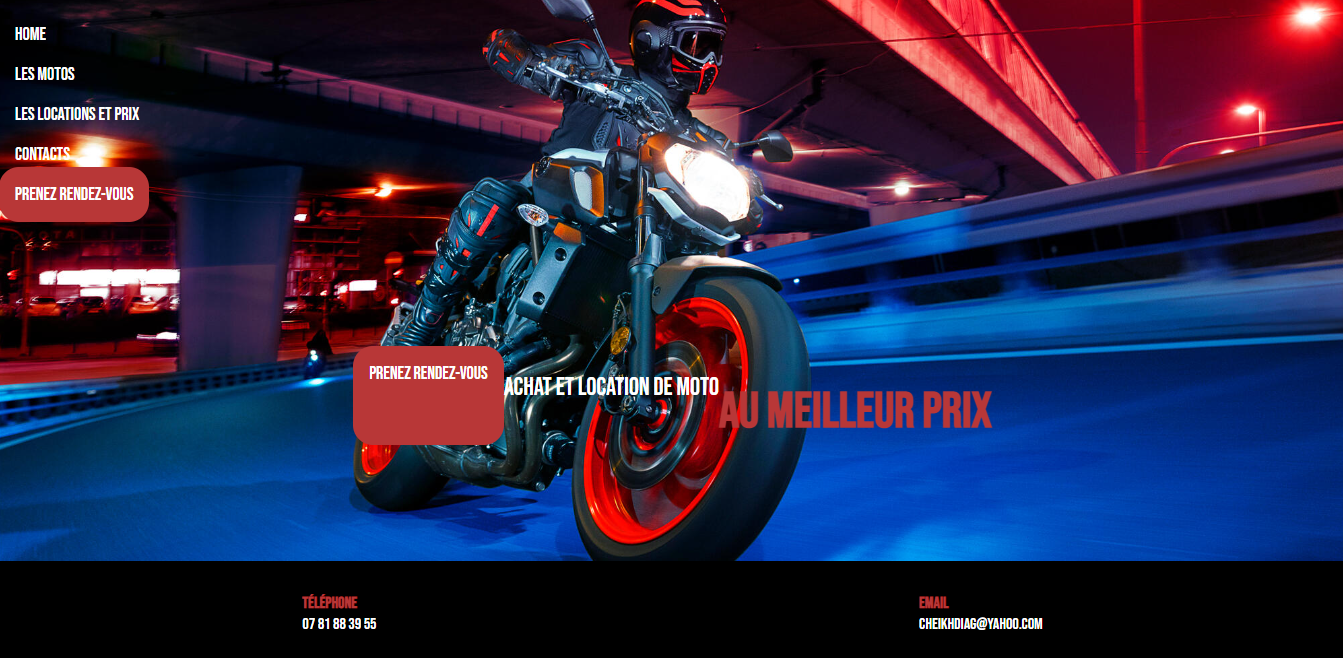 HOME
LES MOTOS
LES LOCATIONS ET PRIX
CONTACTS
PRENEZ RENDEZ-VOUS
PRENEZ RENDEZ-VOUS
ACHAT ET LOCATION DE MOTO
AU MEILLEUR PRIX
TÉLÉPHONE
07 81 88 39 55
EMAIL
CHEIKHDIAG@YAHOO.COM